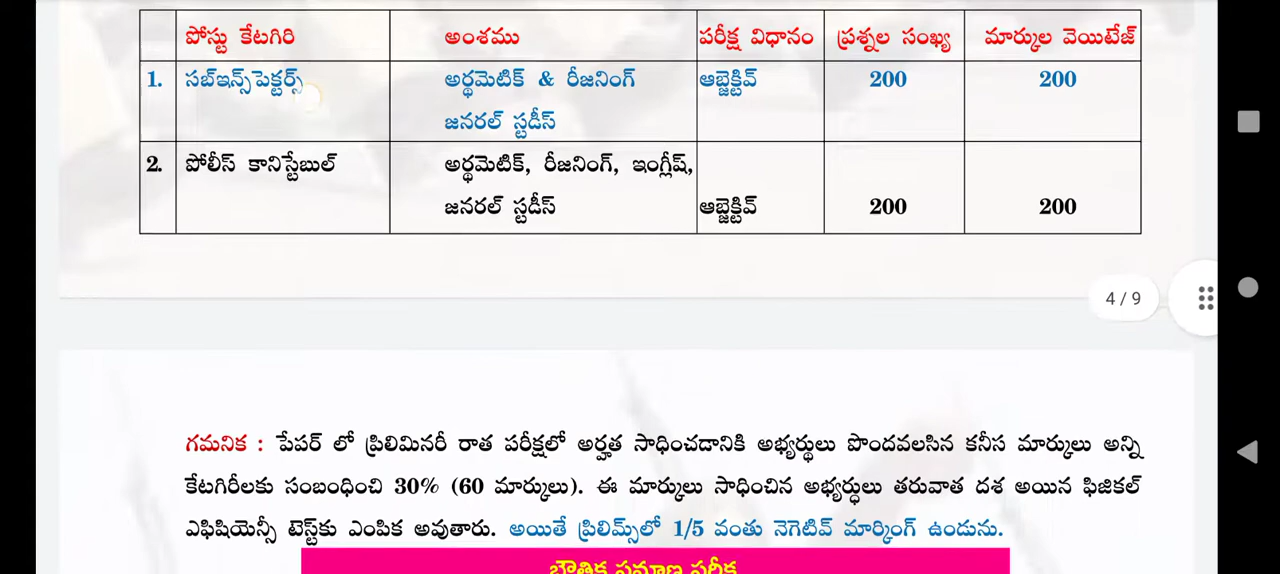 పోస్టు కేటగిరి అంశము పరీక్ష విధానం ప్రశ్నల సంఖ్య మార్కుల వెయిటేజ్
1. సబ్ఇన్స్‌పెక్టర్స్ అర్థమెటిక్ & రీజనింగ్ ఆబ్జెక్టివ్ 200 200
జనరల్ స్టడీస్
2. పోలీస్ కానిస్టేబుల్ అర్థమెటిక్, రీజనింగ్, ఇంగ్లీష్,
జనరల్ స్టడీస్ ఆబ్జెక్టివ్ 200 200
4 / 9
గమనిక : పేపర్ లో ప్రిలిమినరీ రాత పరీక్షలో అర్హత సాధించడానికి అభ్యర్థులు పొందవలసిన కనీస మార్కులు అన్ని
కేటగిరీలకు సంబంధించి 30% (60 మార్కులు). ఈ మార్కులు సాధించిన అభ్యర్ధులు తరువాత దశ అయిన ఫిజికల్
ఎఫిషియెన్సీ టెస్ట్‌కు ఎంపిక అవుతారు. అయితే ప్రిలిమ్స్‌లో 1/5 వంతు నెగెటివ్ మార్కింగ్ ఉండును.
భౌతిక ప్రమాణ పరీక్ష